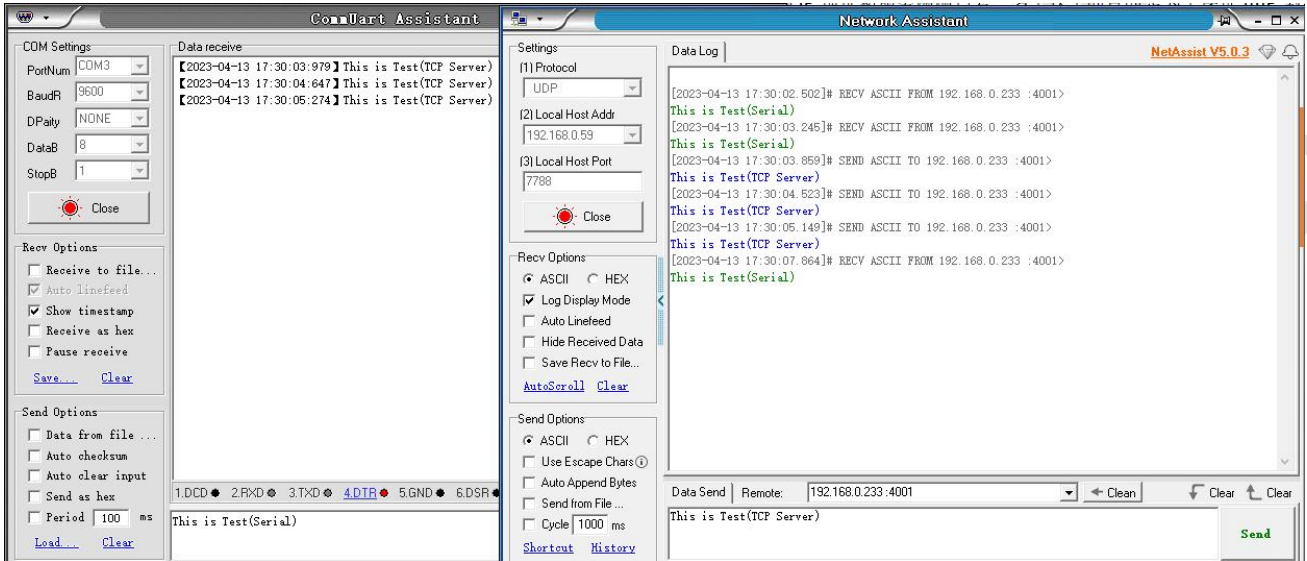 CommUart Assistant
COM Settings
PortNum COM3
BaudR 9600
DPaity NONE
DataB 8
StopB 1
Close
Recv Options
Receive to file...
Auto linefeed
Show timestamp
Receive as hex
Pause receive
Save... Clear
Send Options
Data from file ...
Auto checksum
Auto clear input
Send as hex
Period 100 ms
Load... Clear
Data receive
【2023-04-13 17:30:03:979】This is Test(TCP Server)
【2023-04-13 17:30:04:647】This is Test(TCP Server)
【2023-04-13 17:30:05:274】This is Test(TCP Server)
1.DCD 2.RXD 3.TXD 4.DTR 5.GND 6.DSR
This is Test(Serial)
Network Assistant
Settings
(1) Protocol
UDP
(2) Local Host Addr
192.168.0.59
(3) Local Host Port
7788
Close
Recv Options
ASCII HEX
Log Display Mode
Auto Linefeed
Hide Received Data
Save Recv to File...
AutoScroll Clear
Send Options
ASCII HEX
Use Escape Chars
Auto Append Bytes
Send from File ...
Cycle 1000 ms
Shortcut History
Data Log
NetAssist V5.0.3
[2023-04-13 17:30:02.502]# RECV ASCII FROM 192.168.0.233 :4001>
This is Test(Serial)
[2023-04-13 17:30:03.245]# RECV ASCII FROM 192.168.0.233 :4001>
This is Test(Serial)
[2023-04-13 17:30:03.859]# SEND ASCII TO 192.168.0.233 :4001>
This is Test(TCP Server)
[2023-04-13 17:30:04.523]# SEND ASCII TO 192.168.0.233 :4001>
This is Test(TCP Server)
[2023-04-13 17:30:05.149]# SEND ASCII TO 192.168.0.233 :4001>
This is Test(TCP Server)
[2023-04-13 17:30:07.864]# RECV ASCII FROM 192.168.0.233 :4001>
This is Test(Serial)
Data Send Remote: 192.168.0.233:4001 Clean Clear Clear
This is Test(TCP Server)
Send